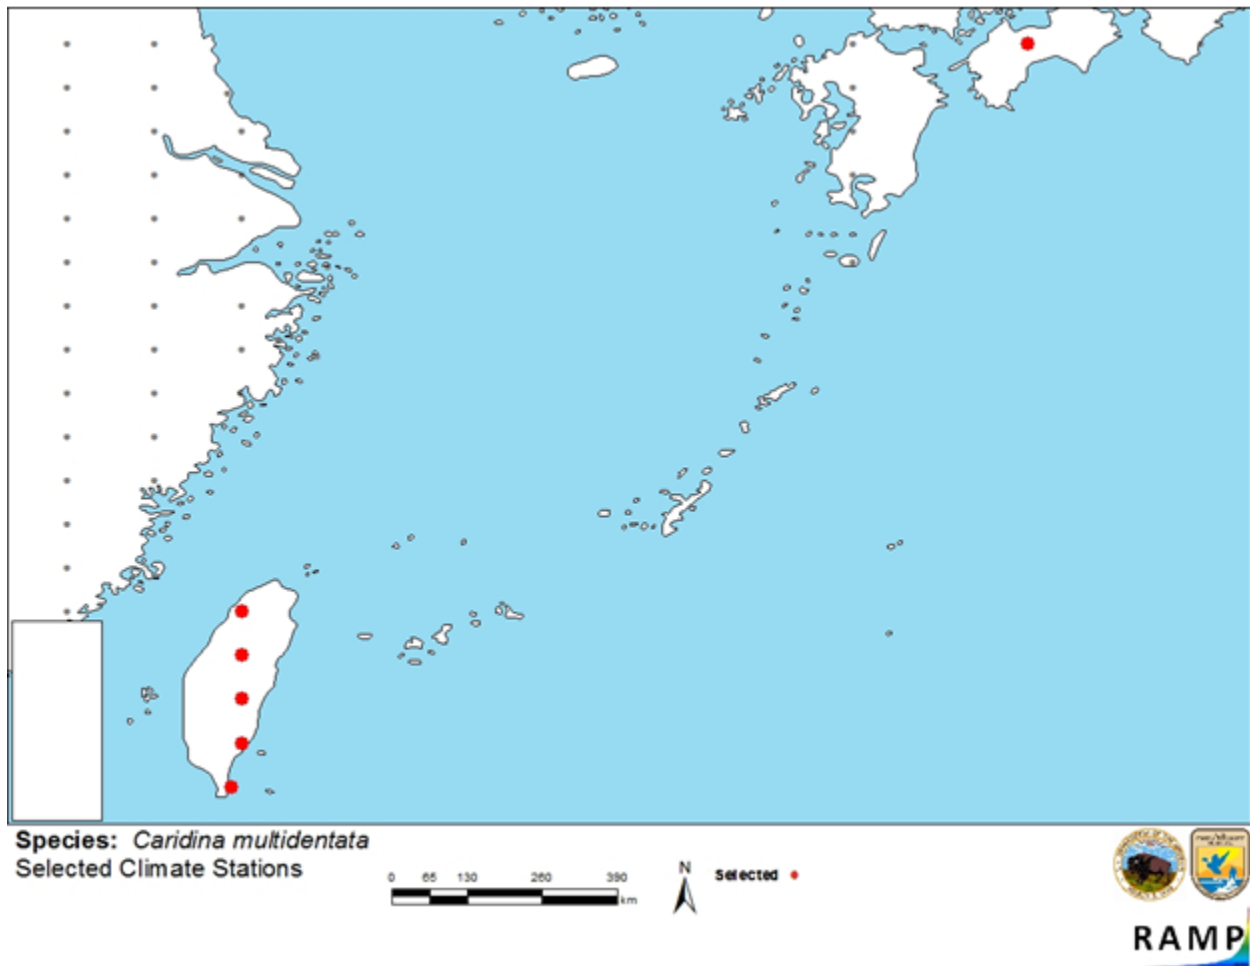 Species: Caridina multidentata
Selected Climate Stations
0 65 130 260 390
km
N
Selected
RAMP